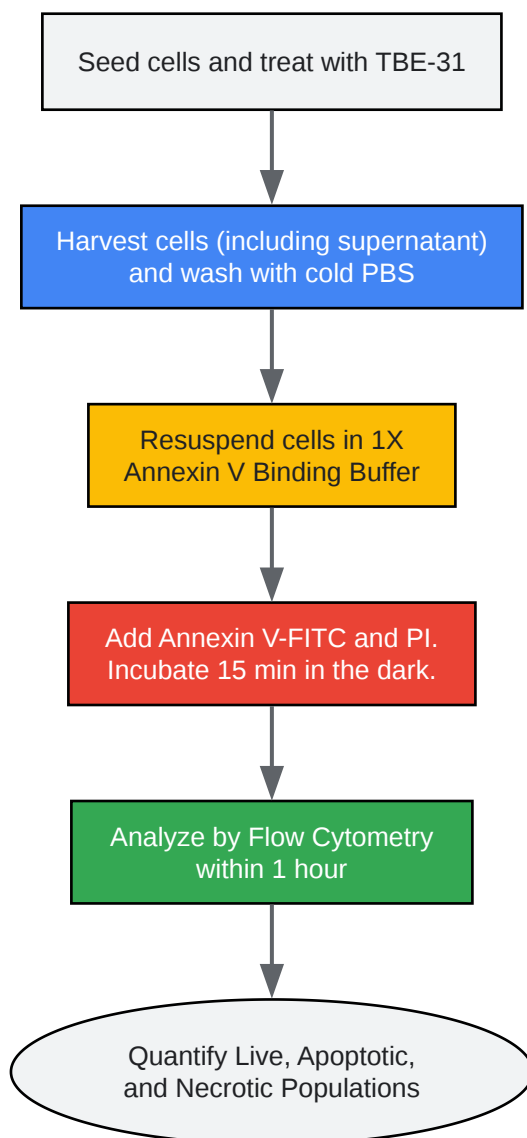 Seed cells and treat with TBE-31
Harvest cells (including supernatant)
and wash with cold PBS
Resuspend cells in 1X
Annexin V Binding Buffer
Add Annexin V-FITC and PI.
Incubate 15 min in the dark.
Analyze by Flow Cytometry
within 1 hour
Quantify Live, Apoptotic,
and Necrotic Populations